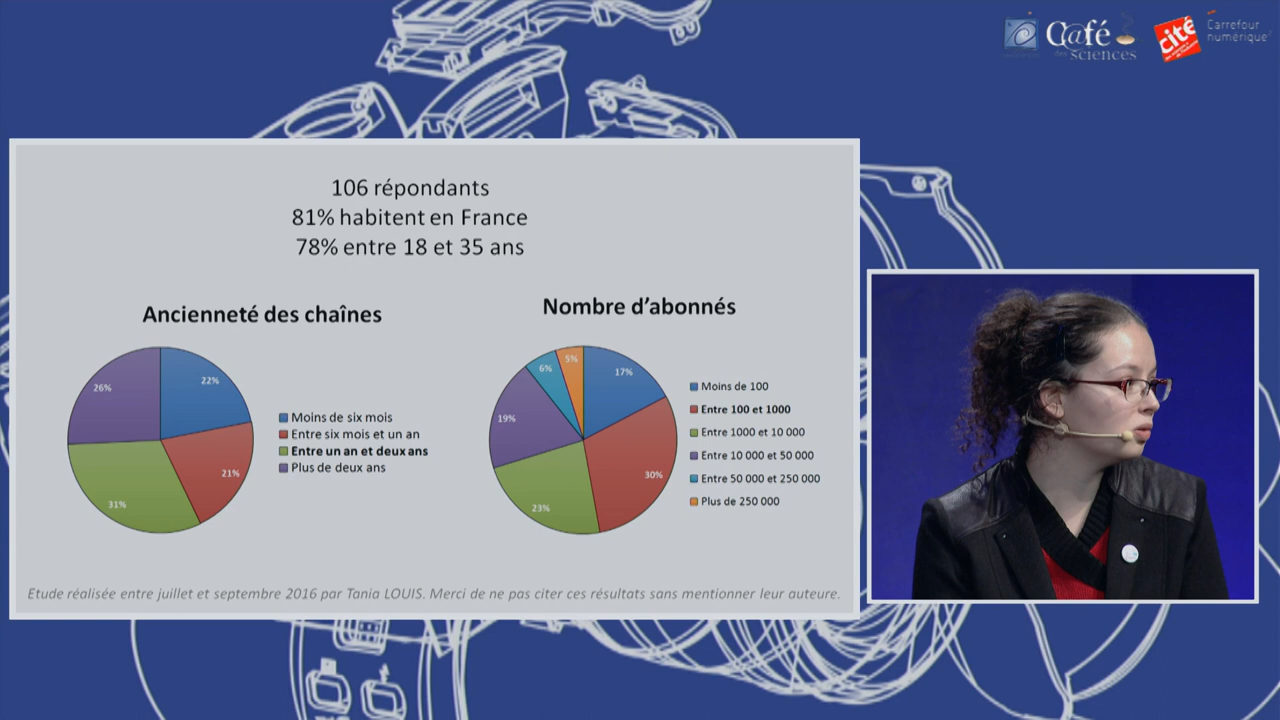 Café
des sciences
cité
Carrefour
numérique²
106 répondants
81% habitent en France
78% entre 18 et 35 ans
Ancienneté des chaînes
22%
21%
31%
26%
Moins de six mois
Entre six mois et un an
Entre un an et deux ans
Plus de deux ans
Nombre d'abonnés
17%
30%
23%
19%
6%
5%
Moins de 100
Entre 100 et 1000
Entre 1000 et 10 000
Entre 10 000 et 50 000
Entre 50 000 et 250 000
Plus de 250 000
Etude réalisée entre juillet et septembre 2016 par Tania LOUIS. Merci de ne pas citer ces résultats sans mentionner leur auteure.